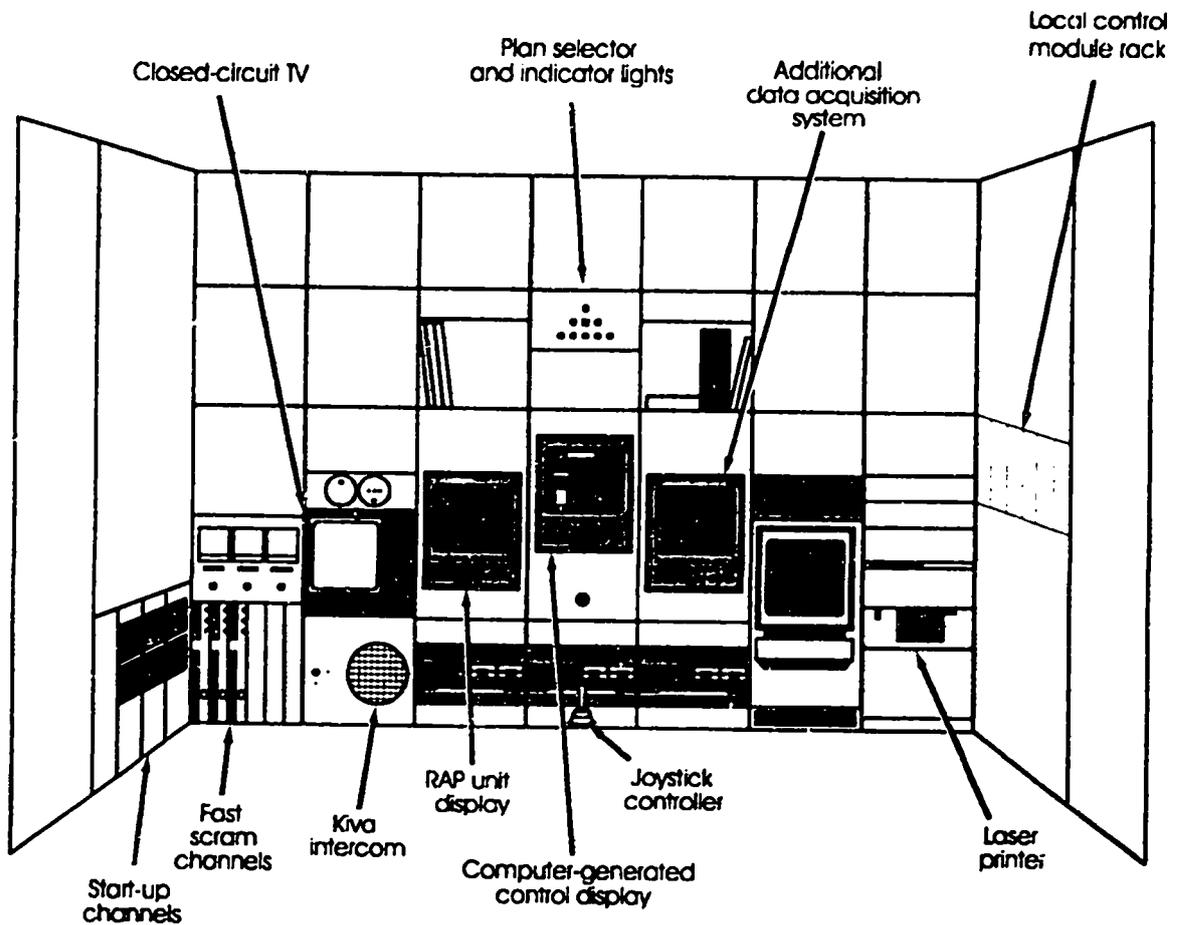 Local control
module rack
Plan selector
and indicator lights
Closed-circuit TV
Additional
data acquisition
system
RAP unit
display
Joystick
controller
Fast
scram
channels
Kiva
intercom
Laser
printer
Computer-generated
control display
Start-up
channels